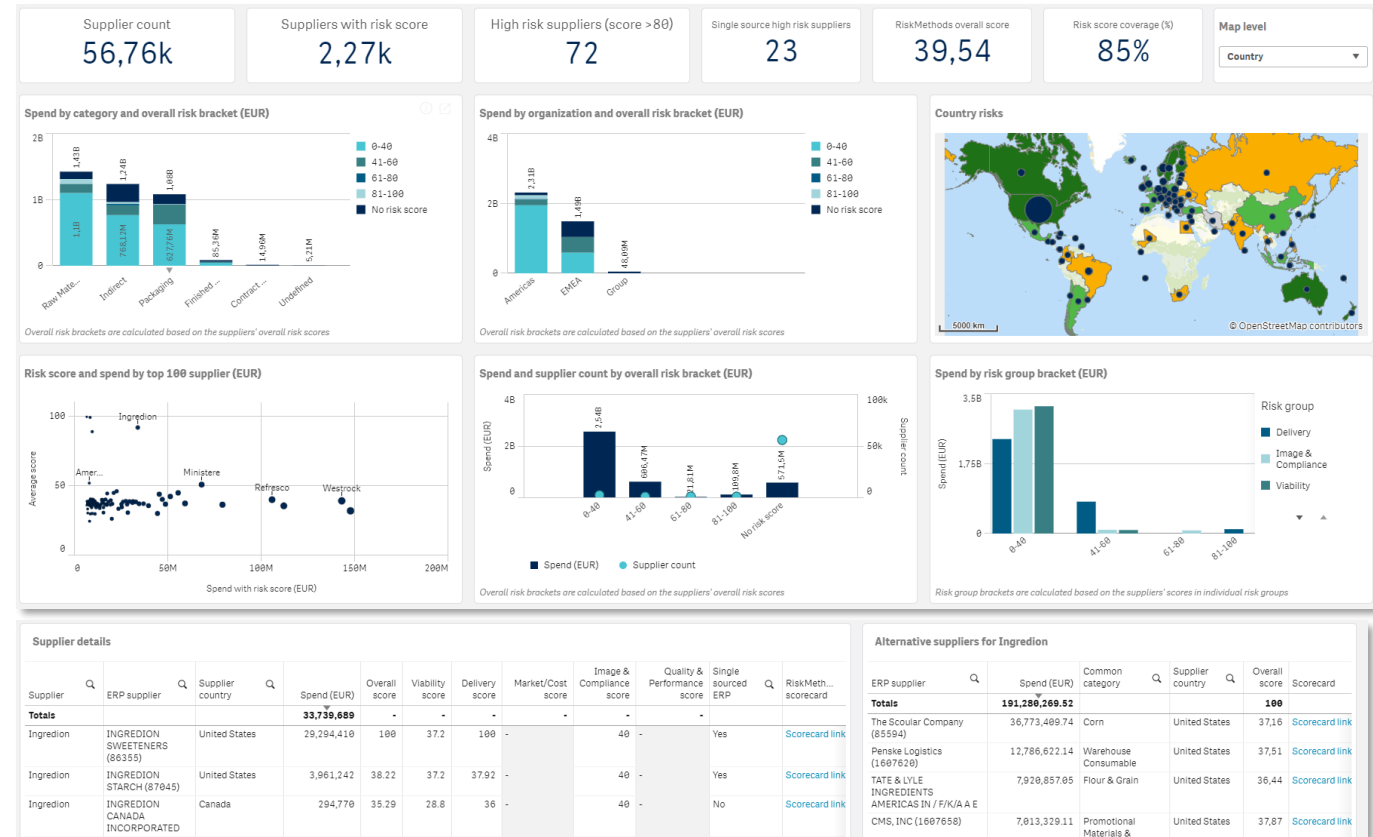 Supplier count
56,76k
Suppliers with risk score
2,27k
High risk suppliers (score >80)
72
Single source high risk suppliers
23
RiskMethods overall score
39,54
Risk score coverage (%)
85%
Map level
Country
Spend by category and overall risk bracket (EUR)
2B
1B
0
1,43B
1,1B
1,24B
768,12M
1,08B
627,76M
85,36M
14,96M
5,21M
Raw Mate...
Indirect
Packaging
Finished ...
Contract ...
Undefined
0-40
41-60
61-80
81-100
No risk score
Overall risk brackets are calculated based on the suppliers' overall risk scores
Spend by organization and overall risk bracket (EUR)
4B
2B
0
2,31B
1,49B
48,09M
Americas
EMEA
Group
0-40
41-60
61-80
81-100
No risk score
Overall risk brackets are calculated based on the suppliers' overall risk scores
Country risks
5000 km
© OpenStreetMap contributors
Risk score and spend by top 100 supplier (EUR)
Average score
100
50
0
Ingredion
Amer...
Ministere
Refresco
Westrock
0
50M
100M
150M
200M
Spend with risk score (EUR)
Spend and supplier count by overall risk bracket (EUR)
Spend (EUR)
4B
2B
0
2,54B
606,47M
21,81M
109,8M
571,5M
100k
50k
0
Supplier count
0-40
41-60
61-80
81-100
No risk score
Spend (EUR)
Supplier count
Overall risk brackets are calculated based on the suppliers' overall risk scores
Spend by risk group bracket (EUR)
Spend (EUR)
3.5B
1.75B
0
0-40
41-60
61-80
81-100
Risk group
Delivery
Image &
Compliance
Viability
Risk group brackets are calculated based on the suppliers' scores in individual risk groups
Supplier details
Supplier
ERP supplier
Supplier
country
Spend (EUR)
Overall
score
Viability
score
Delivery
score
Market/Cost
score
Image &
Compliance
score
Quality &
Performance
score
Single
sourced
ERP
RiskMeth...
scorecard
Totals 33,739,689 - - - - - -
Ingredion INGREDION United States 29,294,410 100 37.2 100 - 40 - Yes Scorecard link
SWEETENERS
(86355)
Ingredion INGREDION United States 3,961,242 38.22 37.2 37.92 - 40 - Yes Scorecard link
STARCH (87045)
Ingredion INGREDION Canada 294,770 35.29 28.8 36 - 40 - No Scorecard link
CANADA
INCORPORATED
Alternative suppliers for Ingredion
ERP supplier
Spend (EUR)
Common
category
Supplier
country
Overall
score
Scorecard
Totals 191,280,269.52 100
The Scoular Company 36,773,409.74 Corn United States 37,16 Scorecard link
(85594)
Penske Logistics 12,786,622.14 Warehouse United States 37,51 Scorecard link
(1607620) Consumable
TATE & LYLE 7,920,857.05 Flour & Grain United States 36,44 Scorecard link
INGREDIENTS
AMERICAS IN / F/K/A A E
CMS, INC (1607658) 7,013,329.11 Promotional United States 37,87 Scorecard link
Materials &